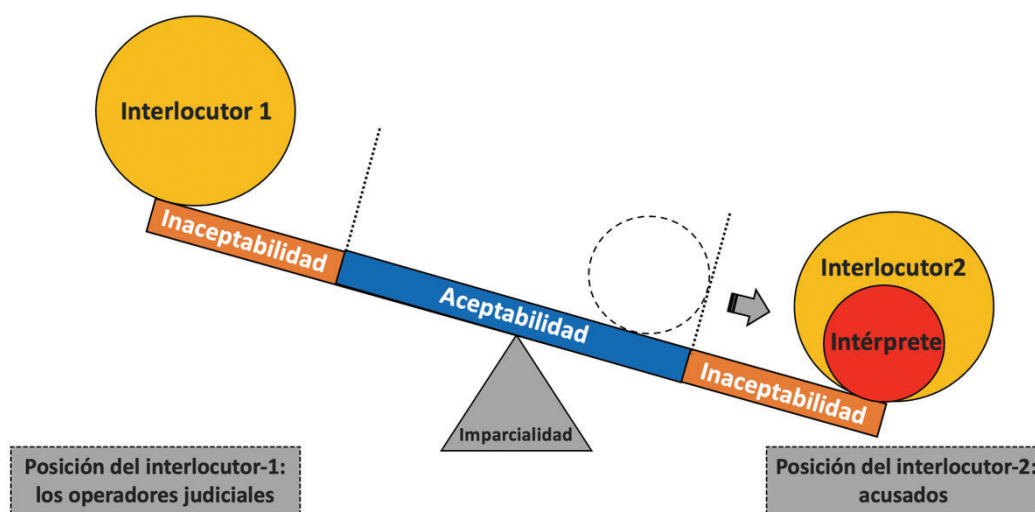 Interlocutor 1
Inaceptabilidad
Aceptabilidad
Interlocutor2
Intérprete
Inaceptabilidad
Imparcialidad
Posición del interlocutor-1:
los operadores judiciales
Posición del interlocutor-2:
acusados